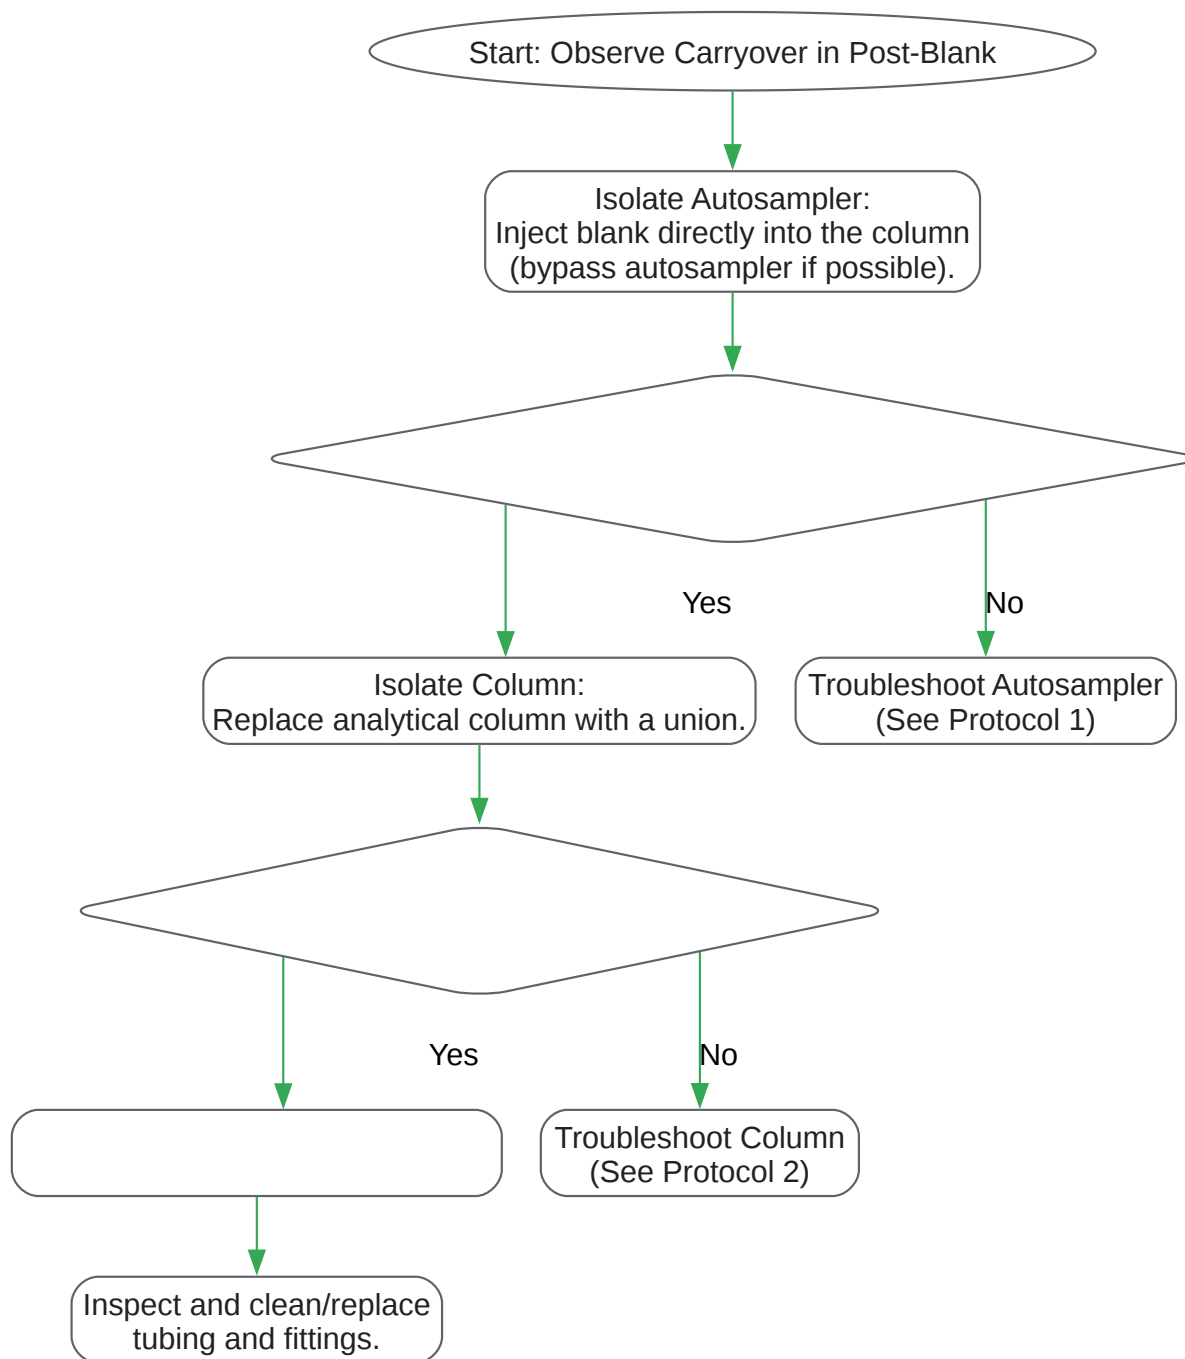 Start: Observe Carryover in Post-Blank
Isolate Autosampler:
Inject blank directly into the column
(bypass autosampler if possible).
Yes
No
Isolate Column:
Replace analytical column with a union.
Troubleshoot Autosampler
(See Protocol 1)
Yes
No
Troubleshoot Column
(See Protocol 2)
Inspect and clean/replace
tubing and fittings.